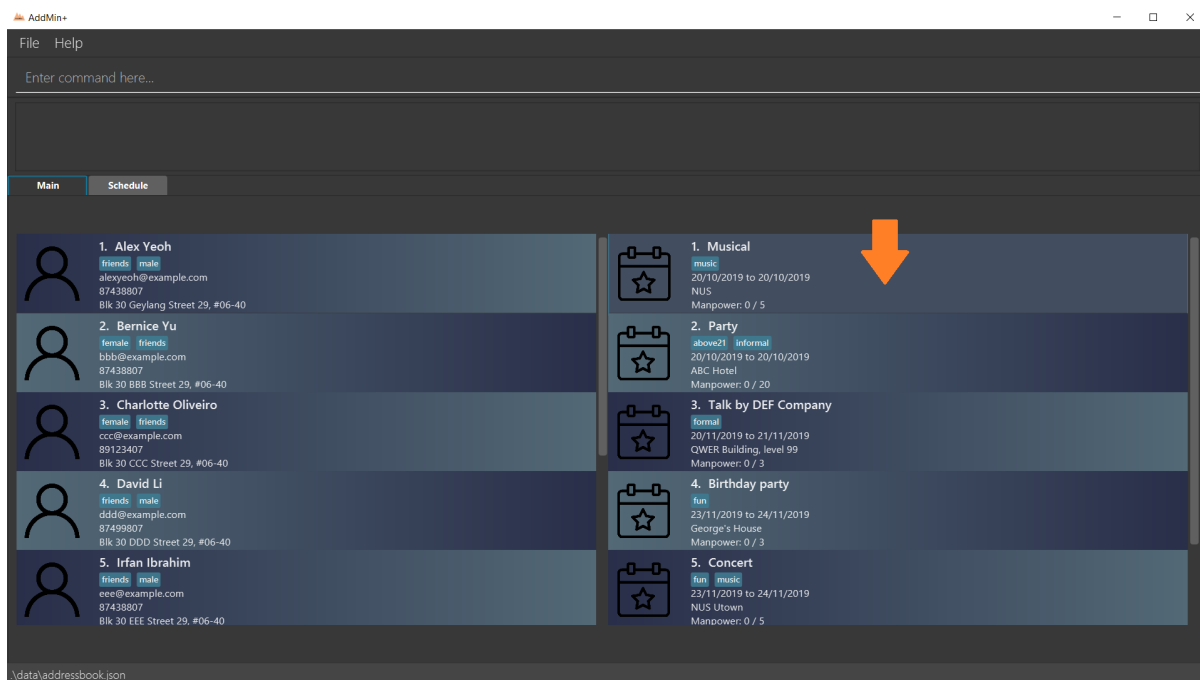 AddMin+
File Help
Enter command here...
Main Schedule
1. Alex Yeoh
friends male
alexyeoh@example.com
87438807
Blk 30 Geylang Street 29, #06-40
2. Bernice Yu
female friends
bbb@example.com
87438807
Blk 30 BBB Street 29, #06-40
3. Charlotte Oliveiro
female friends
ccc@example.com
89123407
Blk 30 CCC Street 29, #06-40
4. David Li
friends male
ddd@example.com
87499807
Blk 30 DDD Street 29, #06-40
5. Irfan Ibrahim
friends male
eee@example.com
87438807
Blk 30 EEE Street 29, #06-40
1. Musical
music
20/10/2019 to 20/10/2019
NUS
Manpower: 0 / 5
2. Party
above21 informal
20/10/2019 to 20/10/2019
ABC Hotel
Manpower: 0 / 20
3. Talk by DEF Company
formal
20/11/2019 to 21/11/2019
QWER Building, level 99
Manpower: 0 / 3
4. Birthday party
fun
23/11/2019 to 24/11/2019
George's House
Manpower: 0 / 3
5. Concert
fun music
23/11/2019 to 24/11/2019
NUS Utown
Manpower: 0 / 5
.\data\addressbook.json